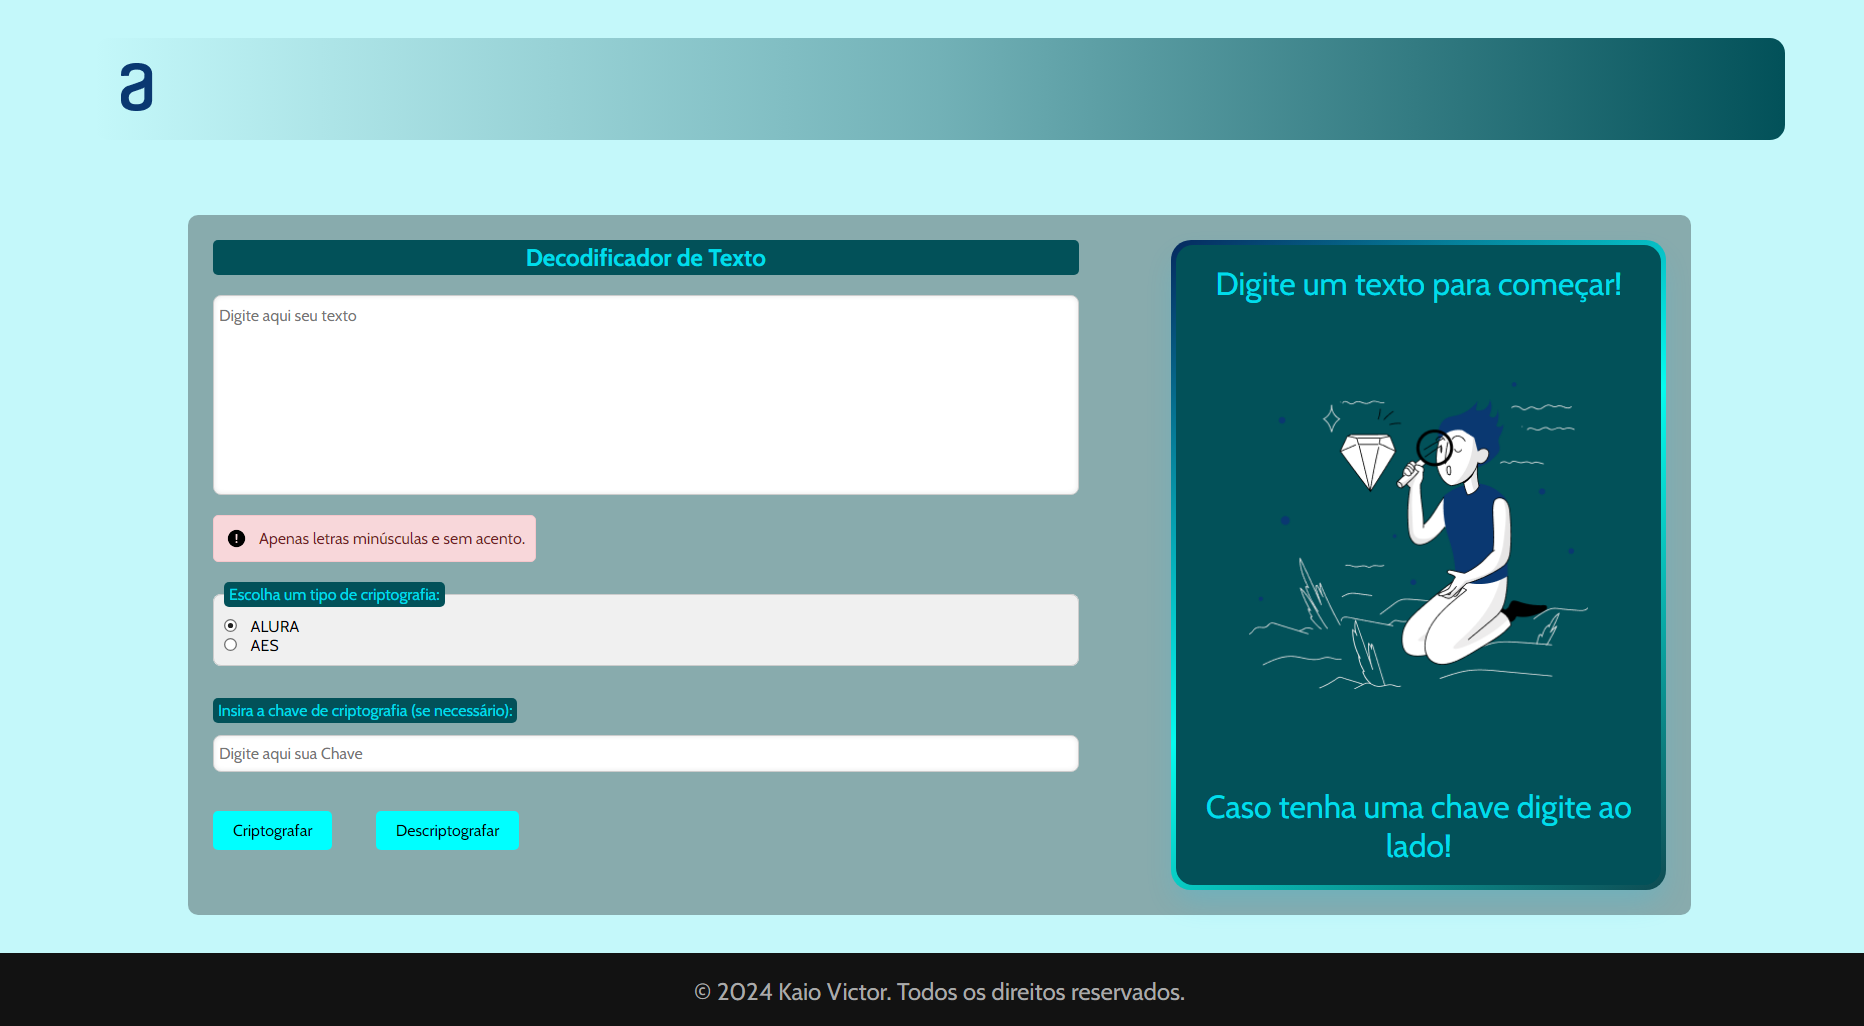 a
Decodificador de Texto
Digite aqui seu texto
Apenas letras minúsculas e sem acento.
Escolha um tipo de criptografia:
ALURA
AES
Insira a chave de criptografia (se necessário):
Digite aqui sua Chave
Criptografar
Descriptografar
Digite um texto para começar!
Caso tenha uma chave digite ao
lado!
© 2024 Kaio Victor. Todos os direitos reservados.